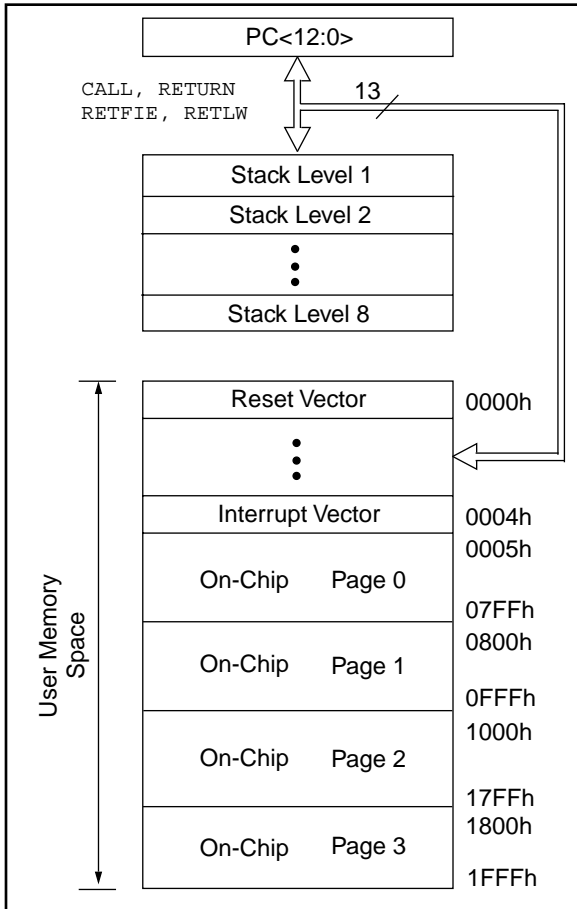 PC<12:0>
CALL, RETURN
RETFIE, RETLW
13
Stack Level 1
Stack Level 2
Stack Level 8
User Memory
Space
Reset Vector 0000h
Interrupt Vector 0004h
0005h
On-Chip Page 0
07FFh
0800h
On-Chip Page 1
0FFFh
1000h
On-Chip Page 2
17FFh
1800h
On-Chip Page 3
1FFFh